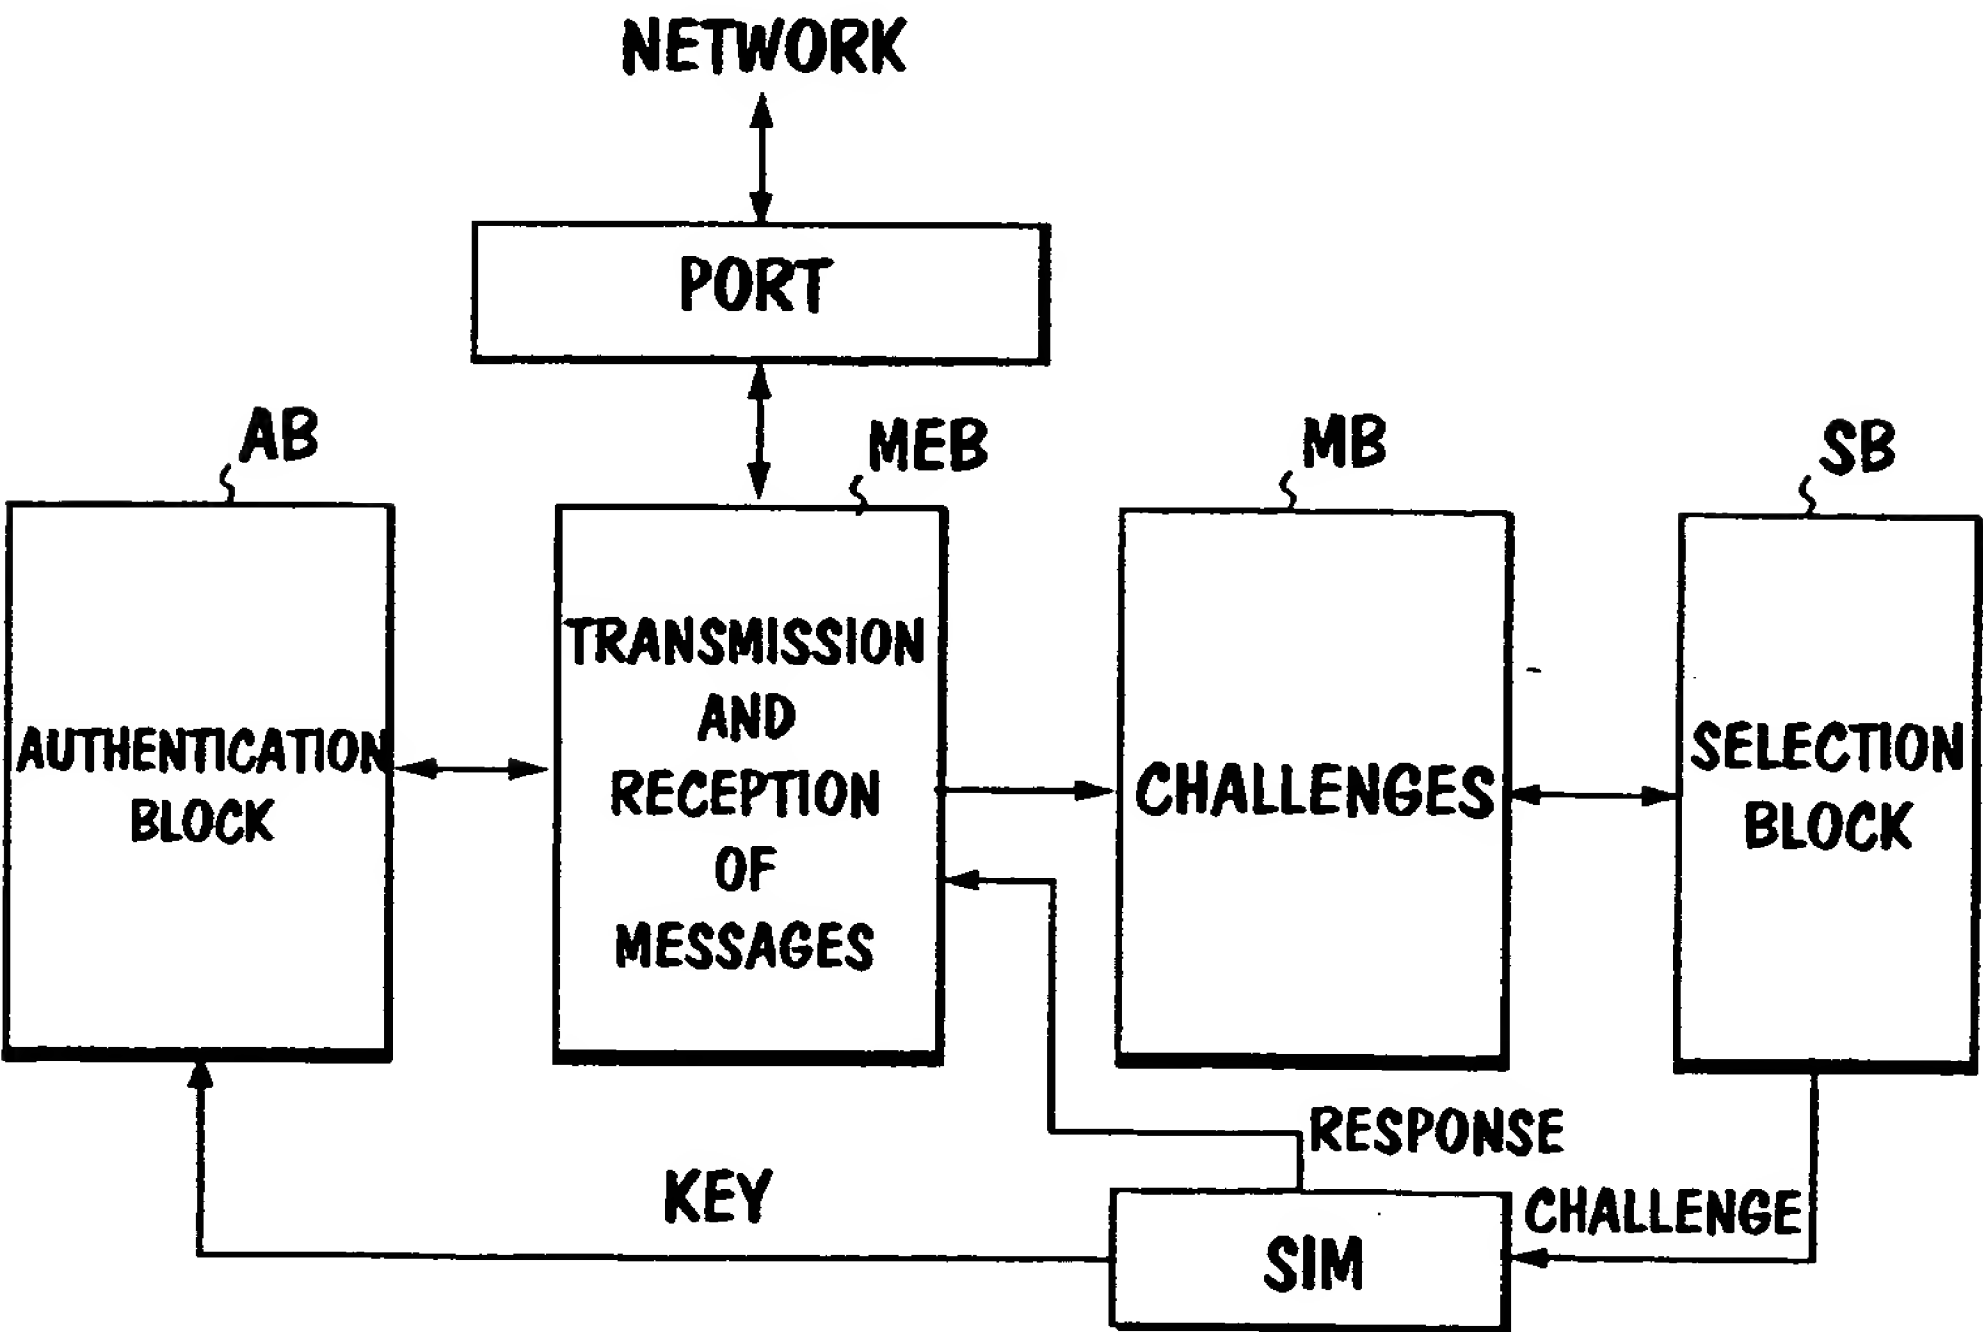 NETWORK
PORT
AB
MEB
MB
SB
AUTHENTICATION
BLOCK
TRANSMISSION
AND
RECEPTION
OF
MESSAGES
CHALLENGES
SELECTION
BLOCK
RESPONSE
KEY
CHALLENGE
SIM